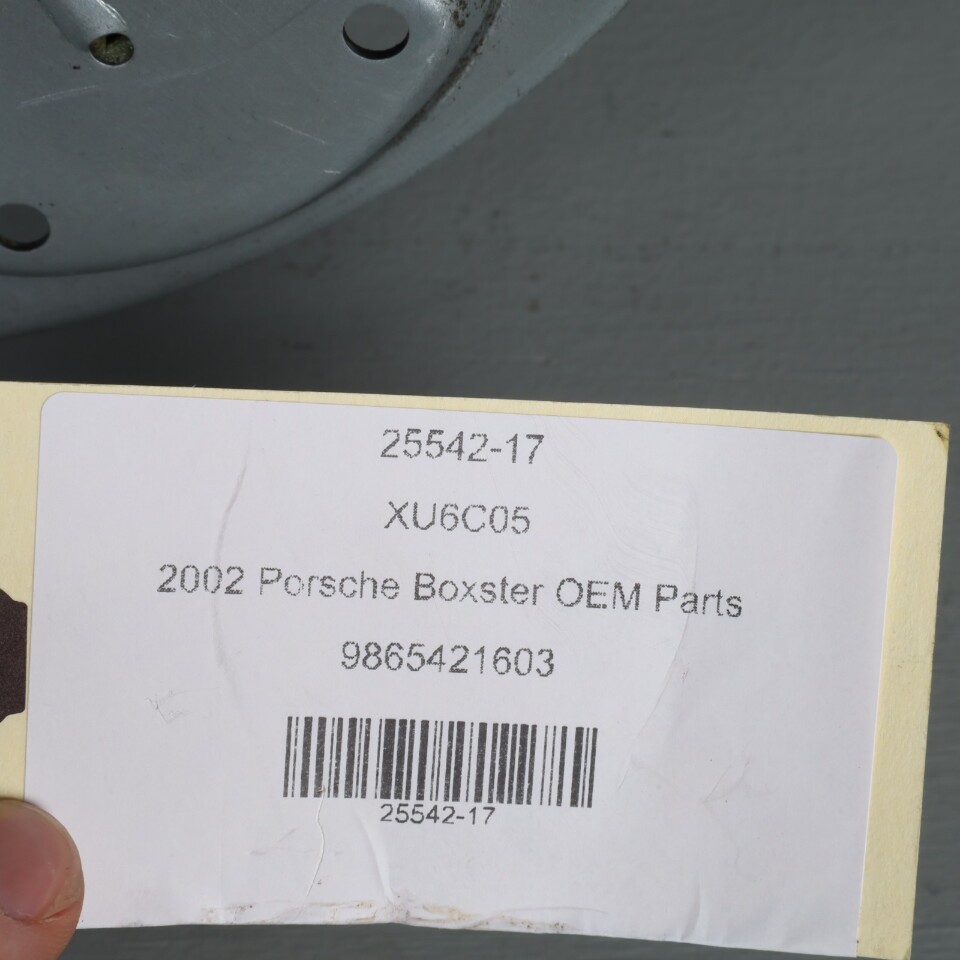 25542-17
XU6C05
2002 Porsche Boxster OEM Parts
9865421603
25542-17